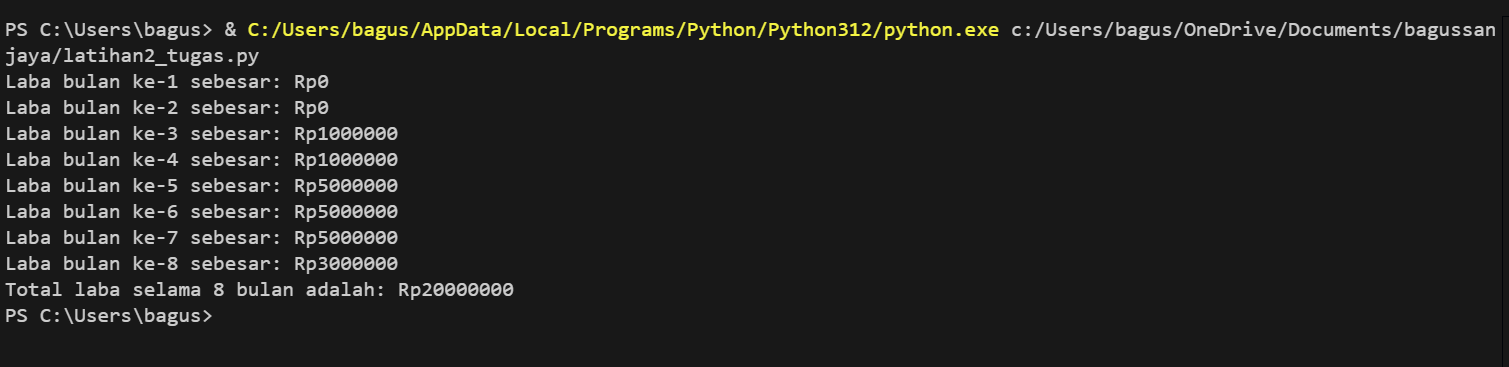 PS C:\Users\bagus> & C:/Users/bagus/AppData/Local/Programs/Python/Python312/python.exe c:/Users/bagus/OneDrive/Documents/bagussan
jaya/latihan2_tugas.py
Laba bulan ke-1 sebesar: Rp0
Laba bulan ke-2 sebesar: Rp0
Laba bulan ke-3 sebesar: Rp1000000
Laba bulan ke-4 sebesar: Rp1000000
Laba bulan ke-5 sebesar: Rp5000000
Laba bulan ke-6 sebesar: Rp5000000
Laba bulan ke-7 sebesar: Rp5000000
Laba bulan ke-8 sebesar: Rp3000000
Total laba selama 8 bulan adalah: Rp20000000
PS C:\Users\bagus>